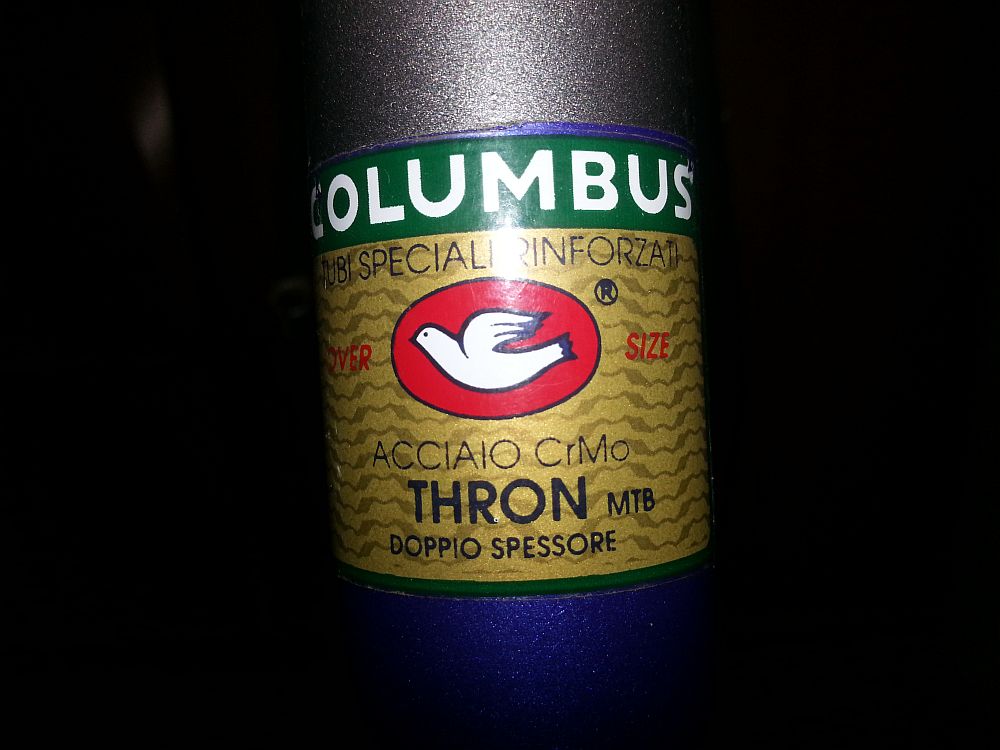 COLUMBUS
TUBI SPECIALI RINFORZATI
®
OVER SIZE
ACCIAIO CrMo
THRON MTB
DOPPIO SPESSORE